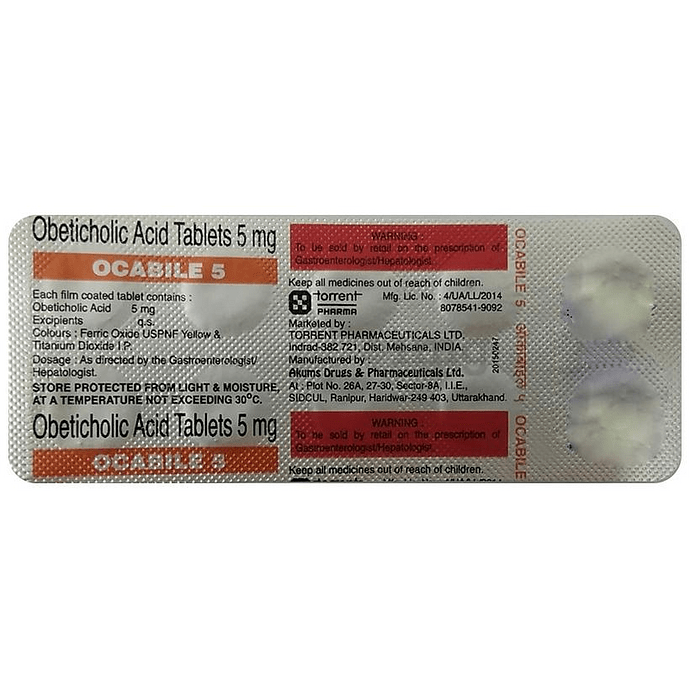 Obeticholic Acid Tablets 5 mg
OCABILE 5
Each film coated tablet contains :
Obeticholic Acid 5 mg
Excipients q.s.
Colours : Ferric Oxide USPNF Yellow &
Titanium Dioxide I.P.
Dosage : As directed by the Gastroenterologist/
Hepatologist.
STORE PROTECTED FROM LIGHT & MOISTURE,
AT A TEMPERATURE NOT EXCEEDING 30°C.
Obeticholic Acid Tablets 5 mg
OCABILE 5
WARNING :
To be sold by retail on the prescription of
Gastroenterologist/Hepatologist.
Keep all medicines out of reach of children.
torrent
PHARMA
Mfg. Lic. No. : 4/UA/LL/2014
8078541-9092
Marketed by :
TORRENT PHARMACEUTICALS LTD.
Indrad-382 721, Dist. Mehsana, INDIA.
Manufactured by :
Akums Drugs & Pharmaceuticals Ltd.
At : Plot No. 26A, 27-30, Sector-8A, I.I.E.,
SIDCUL, Ranipur, Haridwar-249 403, Uttarakhand.
20150247
WARNING :
To be sold by retail on the prescription of
Gastroenterologist/Hepatologist.
Keep all medicines out of reach of children.
OCABILE 5 OCABILE